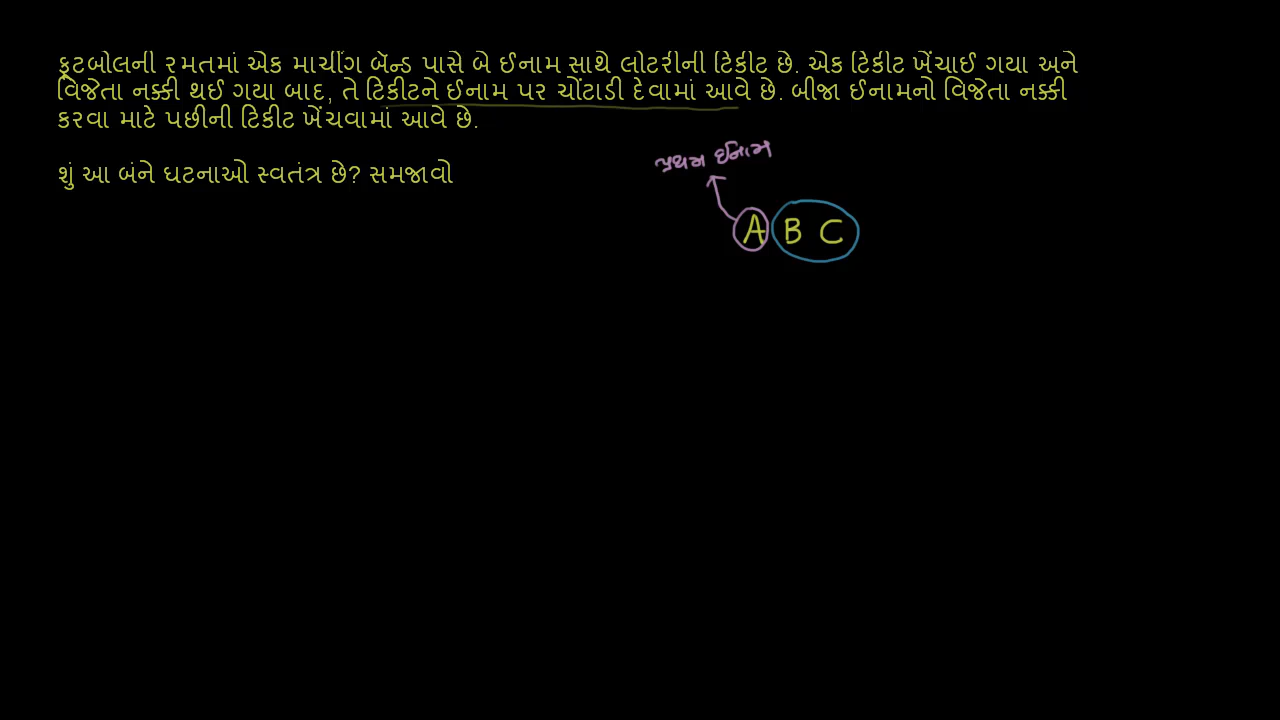 ફૂટબોલની રમતમાં એક માર્ચીંગ બૅન્ડ પાસે બે ઈનામ સાથે લોટરીની ટિકીટ છે. એક ટિકીટ ખેંચાઈ ગયા અને
વિજેતા નક્કી થઈ ગયા બાદ, તે ટિકીટને ઈનામ પર ચોંટાડી દેવામાં આવે છે. બીજા ઈનામનો વિજેતા નક્કી
કરવા માટે પછીની ટિકીટ ખેંચવામાં આવે છે.
શું આ બંને ઘટનાઓ સ્વતંત્ર છે? સમજાવો
પ્રથમ ઈનામ
A B C